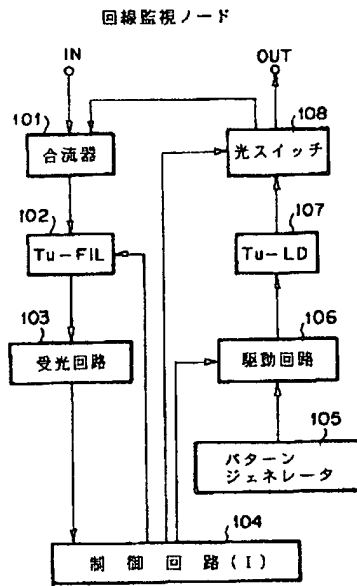 回線監視ノード
IN
OUT
101
合流器
108
光スイッチ
102
Tu-FIL
107
Tu-LD
103
受光回路
106
駆動回路
105
パターン
ジェネレータ
104
制御回路(I)